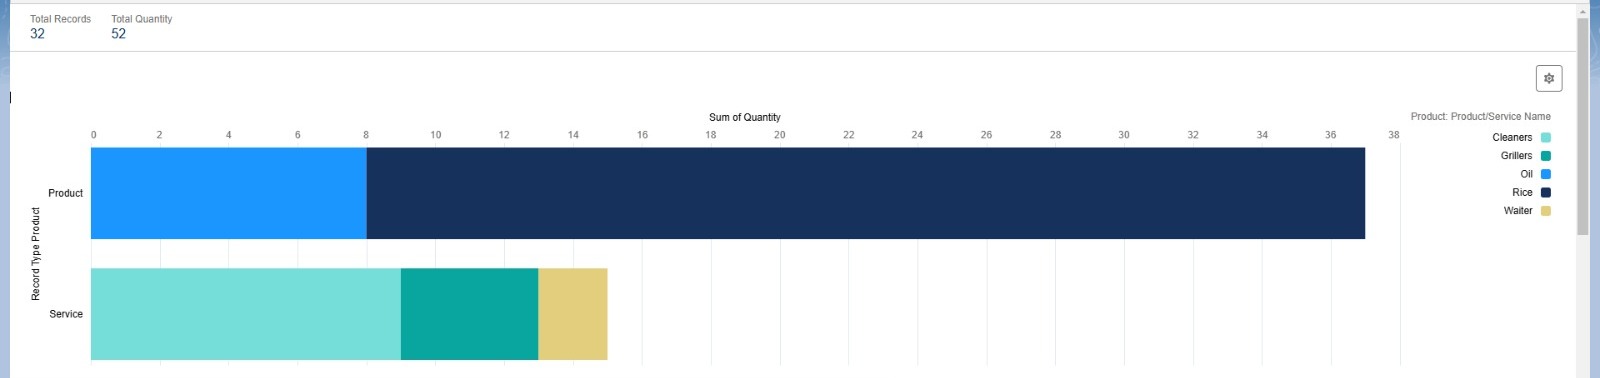 Total Records Total Quantity
32 52
Sum of Quantity
0 2 4 6 8 10 12 14 16 18 20 22 24 26 28 30 32 34 36 38
Product: Product/Service Name
Cleaners
Grillers
Oil
Rice
Waiter
Record Type Product
Product
Service